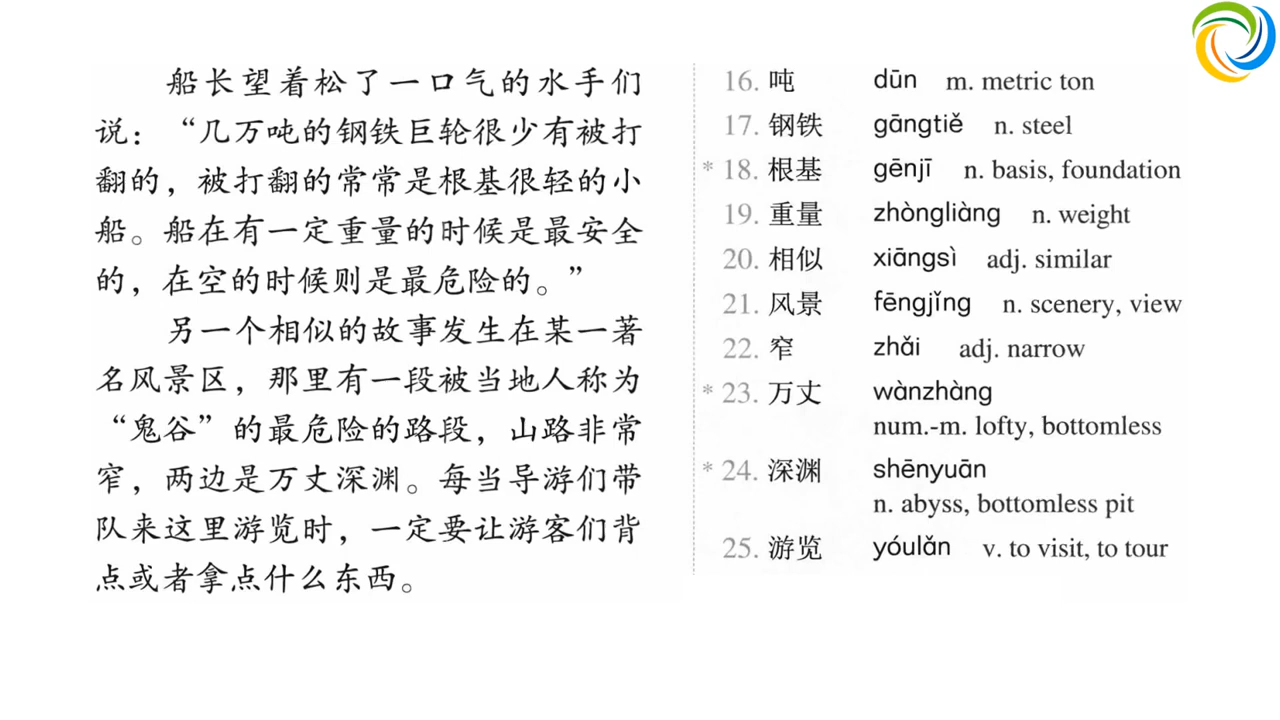 船长望着松了一口气的水手们
说：“几万吨的钢铁巨轮很少有被打
翻的，被打翻的常常是根基很轻的小
船。船在有一定重量的时候是最安全
的，在空的时候则是最危险的。”
另一个相似的故事发生在某一著
名风景区，那里有一段被当地人称为
“鬼谷”的最危险的路段，山路非常
窄，两边是万丈深渊。每当导游们带
队来这里游览时，一定要让游客们背
点或者拿点什么东西。
16. 吨 dūn m. metric ton
17. 钢铁 gāngtiě n. steel
* 18. 根基 gēnjī n. basis, foundation
19. 重量 zhòngliàng n. weight
20. 相似 xiāngsì adj. similar
21. 风景 fēngjǐng n. scenery, view
22. 窄 zhǎi adj. narrow
* 23. 万丈 wànzhàng
num.-m. lofty, bottomless
* 24. 深渊 shēnyuān
n. abyss, bottomless pit
25. 游览 yóulǎn v. to visit, to tour